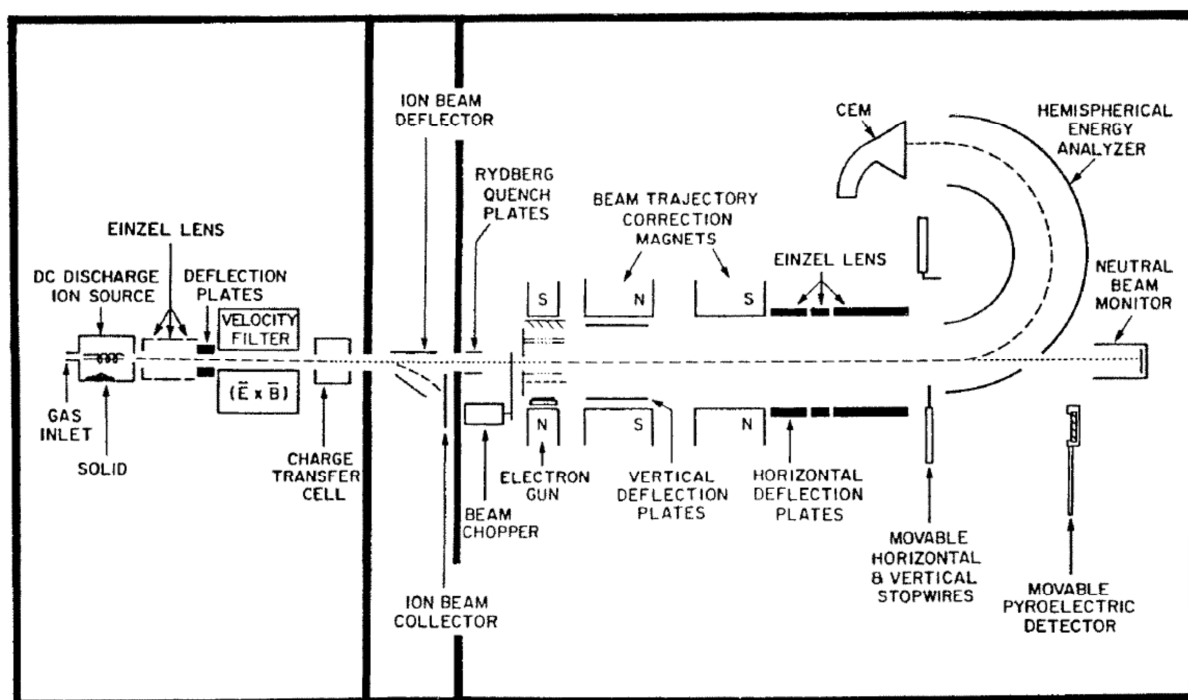 ION BEAM
DEFLECTOR
CEM
HEMISPHERICAL
ENERGY
ANALYZER
RYDBERG
QUENCH
PLATES
BEAM TRAJECTORY
CORRECTION
MAGNETS
EINZEL LENS
DC DISCHARGE
ION SOURCE
DEFLECTION
PLATES
EINZEL LENS
NEUTRAL
BEAM
MONITOR
VELOCITY
FILTER
(E̅ x B̅)
S
N
S
N
S
N
GAS
INLET
SOLID
CHARGE
TRANSFER
CELL
BEAM
CHOPPER
ELECTRON
GUN
VERTICAL
DEFLECTION
PLATES
HORIZONTAL
DEFLECTION
PLATES
MOVABLE
HORIZONTAL
& VERTICAL
STOPWIRES
ION BEAM
COLLECTOR
MOVABLE
PYROELECTRIC
DETECTOR